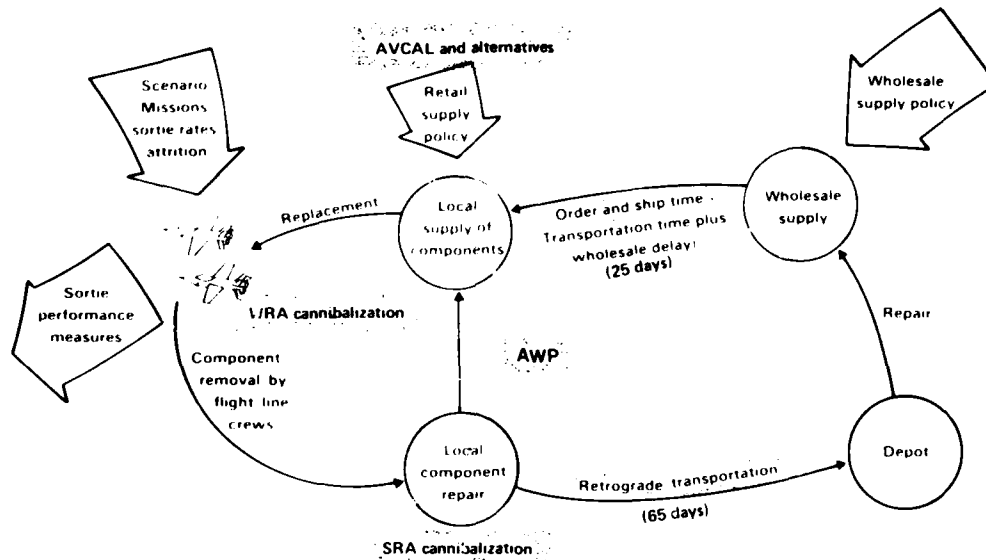 AVCAL and alternatives
Scenario
Missions
sortie rates
attrition
Retail
supply
policy
Wholesale
supply policy
Replacement
Local
supply of
components
Order and ship time
Transportation time plus
wholesale delay
(25 days)
Wholesale
supply
Sortie
performance
measures
WRA cannibalization
Component
removal by
flight line
crews
AWP
Repair
Local
component
repair
Retrograde transportation
(65 days)
Depot
SRA cannibalization